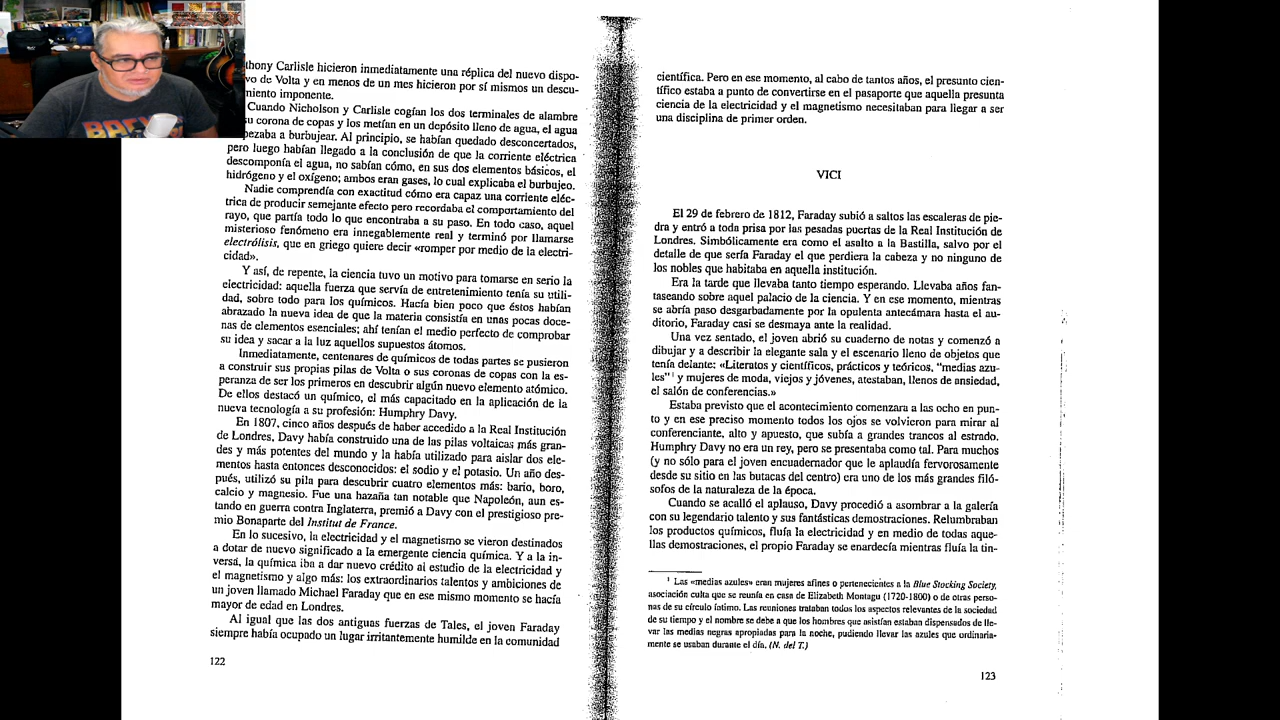 thony Carlisle hicieron inmediatamente una réplica del nuevo dispo-
vo de Volta y en menos de un mes hicieron por sí mismos un descu-
miento imponente.
Cuando Nicholson y Carlisle cogían los dos terminales de alambre
su corona de copas y los metían en un depósito lleno de agua, el agua
pezaba a burbujear. Al principio, se habían quedado desconcertados,
pero luego habían llegado a la conclusión de que la corriente eléctrica
descomponía el agua, no sabían cómo, en sus dos elementos básicos, el
hidrógeno y el oxígeno; ambos eran gases, lo cual explicaba el burbujeo.
Nadie comprendía con exactitud cómo era capaz una corriente eléc-
trica de producir semejante efecto pero recordaba el comportamiento del
rayo, que partía todo lo que encontraba a su paso. En todo caso, aquel
misterioso fenómeno era innegablemente real y terminó por llamarse
electrólisis, que en griego quiere decir «romper por medio de la electri-
cidad».
Y así, de repente, la ciencia tuvo un motivo para tomarse en serio la
electricidad: aquella fuerza que servía de entretenimiento tenía su utili-
dad, sobre todo para los químicos. Hacía bien poco que éstos habían
abrazado la nueva idea de que la materia consistía en unas pocas doce-
nas de elementos esenciales; ahí tenían el medio perfecto de comprobar
su idea y sacar a la luz aquellos supuestos átomos.
Inmediatamente, centenares de químicos de todas partes se pusieron
a construir sus propias pilas de Volta o sus coronas de copas con la es-
peranza de ser los primeros en descubrir algún nuevo elemento atómico.
De ellos destacó un químico, el más capacitado en la aplicación de la
nueva tecnología a su profesión: Humphry Davy.
En 1807, cinco años después de haber accedido a la Real Institución
de Londres, Davy había construido una de las pilas voltaicas más gran-
des y más potentes del mundo y la había utilizado para aislar dos ele-
mentos hasta entonces desconocidos: el sodio y el potasio. Un año des-
pués, utilizó su pila para descubrir cuatro elementos más: bario, boro,
calcio y magnesio. Fue una hazaña tan notable que Napoleón, aun es-
tando en guerra contra Inglaterra, premió a Davy con el prestigioso pre-
mio Bonaparte del Institut de France.
En lo sucesivo, la electricidad y el magnetismo se vieron destinados
a dotar de nuevo significado a la emergente ciencia química. Y a la in-
versa, la química iba a dar nuevo crédito al estudio de la electricidad y
el magnetismo y algo más: los extraordinarios talentos y ambiciones de
un joven llamado Michael Faraday que en ese mismo momento se hacía
mayor de edad en Londres.
Al igual que las dos antiguas fuerzas de Tales, el joven Faraday
siempre había ocupado un lugar irritantemente humilde en la comunidad
122
científica. Pero en ese momento, al cabo de tantos años, el presunto cien-
tífico estaba a punto de convertirse en el pasaporte que aquella presunta
ciencia de la electricidad y el magnetismo necesitaban para llegar a ser
una disciplina de primer orden.
VICI
El 29 de febrero de 1812, Faraday subió a saltos las escaleras de pie-
dra y entró a toda prisa por las pesadas puertas de la Real Institución de
Londres. Simbólicamente era como el asalto a la Bastilla, salvo por el
detalle de que sería Faraday el que perdiera la cabeza y no ninguno de
los nobles que habitaba en aquella institución.
Era la tarde que llevaba tanto tiempo esperando. Llevaba años fan-
taseando sobre aquel palacio de la ciencia. Y en ese momento, mientras
se abría paso desgarbadamente por la opulenta antecámara hasta el au-
ditorio, Faraday casi se desmaya ante la realidad.
Una vez sentado, el joven abrió su cuaderno de notas y comenzó a
dibujar y a describir la elegante sala y el escenario lleno de objetos que
tenía delante: «Literatos y científicos, prácticos y teóricos, "medias azu-
les"¹ y mujeres de moda, viejos y jóvenes, atestaban, llenos de ansiedad,
el salón de conferencias.»
Estaba previsto que el acontecimiento comenzara a las ocho en pun-
to y en ese preciso momento todos los ojos se volvieron para mirar al
conferenciante, alto y apuesto, que subía a grandes trancos al estrado.
Humphry Davy no era un rey, pero se presentaba como tal. Para muchos
(y no sólo para el joven encuadernador que le aplaudía fervorosamente
desde su sitio en las butacas del centro) era uno de los más grandes filó-
sofos de la naturaleza de la época.
Cuando se acalló el aplauso, Davy procedió a asombrar a la galería
con su legendario talento y sus fantásticas demostraciones. Relumbraban
los productos químicos, fluía la electricidad y en medio de todas aque-
llas demostraciones, el propio Faraday se enardecía mientras fluía la tin-
¹ Las «medias azules» eran mujeres afines o pertenecientes a la Blue Stocking Society,
asociación culta que se reunía en casa de Elizabeth Montagu (1720-1800) o de otras perso-
nas de su círculo íntimo. Las reuniones trataban todos los aspectos relevantes de la sociedad
de su tiempo y el nombre se debe a que los hombres que asistían estaban dispensados de lle-
var las medias negras apropiadas para la noche, pudiendo llevar las azules que ordinaria-
mente se usaban durante el día. (N. del T.)
123